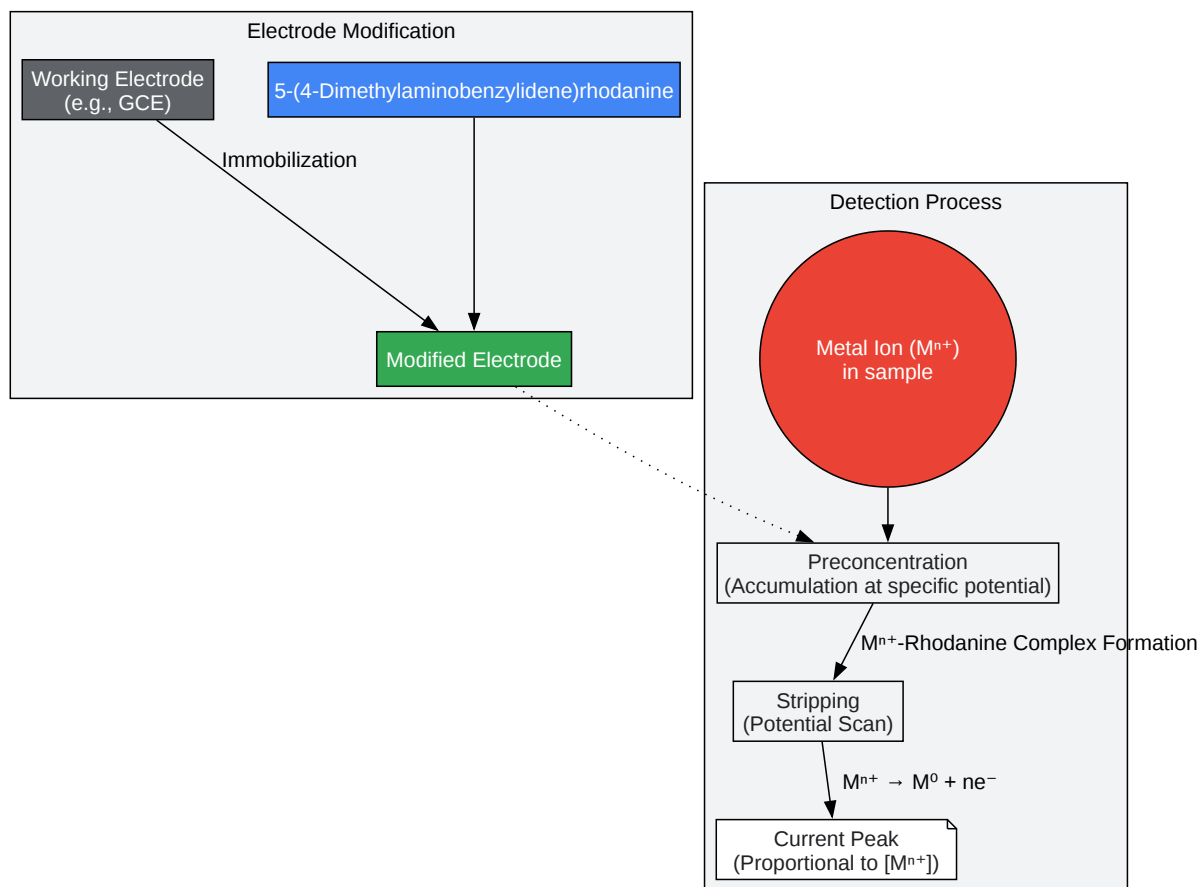 Electrode Modification
Working Electrode
(e.g., GCE)
5-(4-Dimethylaminobenzylidene)rhodanine
Immobilization
Modified Electrode
Detection Process
Metal Ion (Mⁿ⁺)
in sample
Preconcentration
(Accumulation at specific potential)
Mⁿ⁺-Rhodanine Complex Formation
Stripping
(Potential Scan)
Mⁿ⁺ → M⁰ + ne⁻
Current Peak
(Proportional to [Mⁿ⁺])